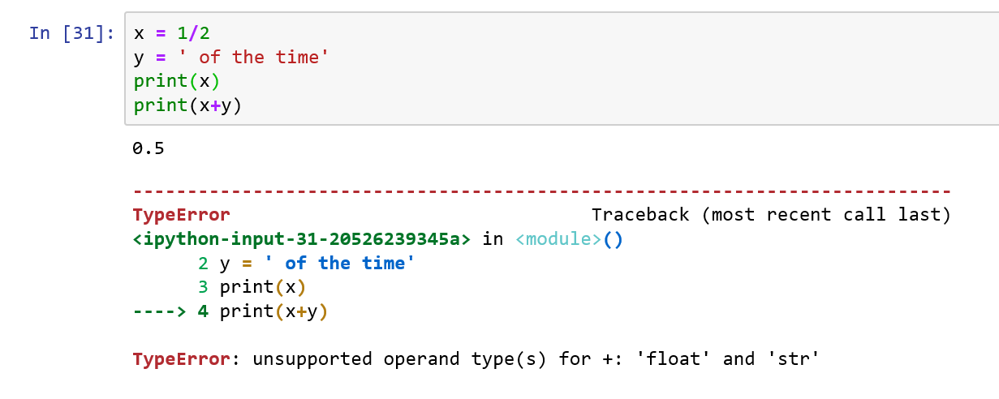 In [31]: x = 1/2
y = ' of the time'
print(x)
print(x+y)
0.5
---------------------------------------------------------------------------
TypeError                                 Traceback (most recent call last)
<ipython-input-31-20526239345a> in <module>()
      2 y = ' of the time'
      3 print(x)
----> 4 print(x+y)
TypeError: unsupported operand type(s) for +: 'float' and 'str'